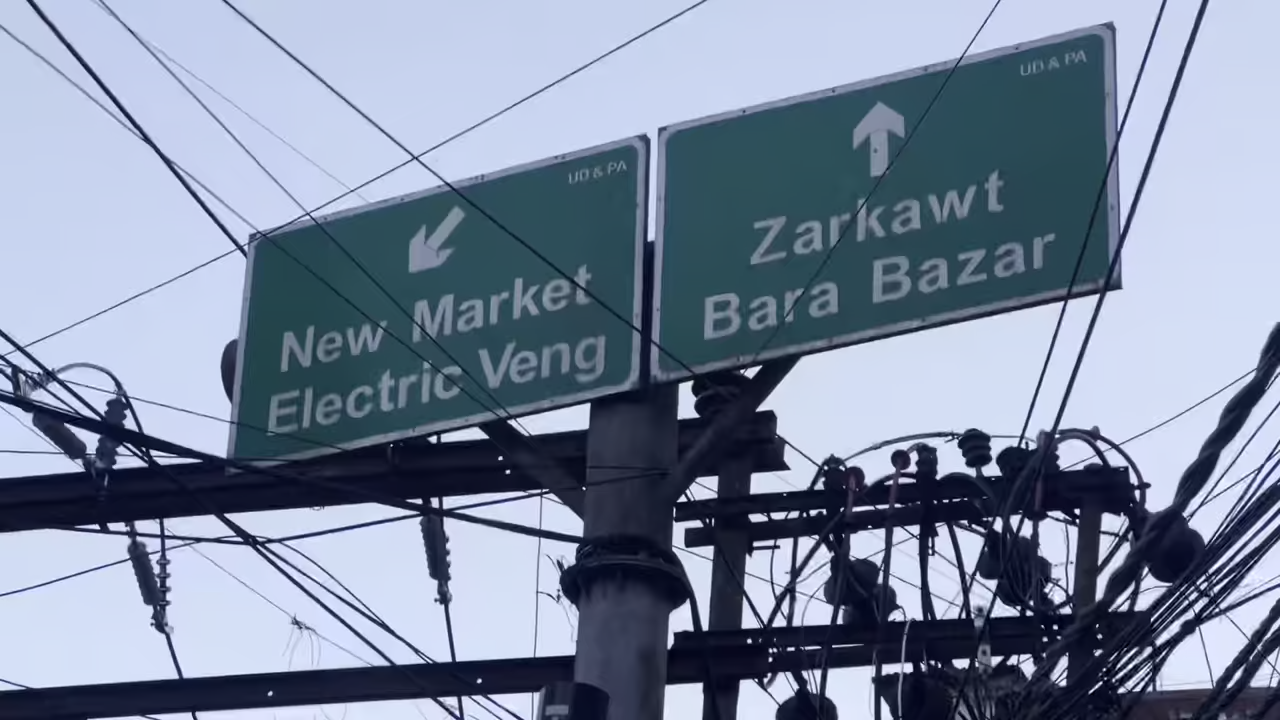 UD & PA
New Market
Electric Veng
UD & PA
Zarkawt
Bara Bazar